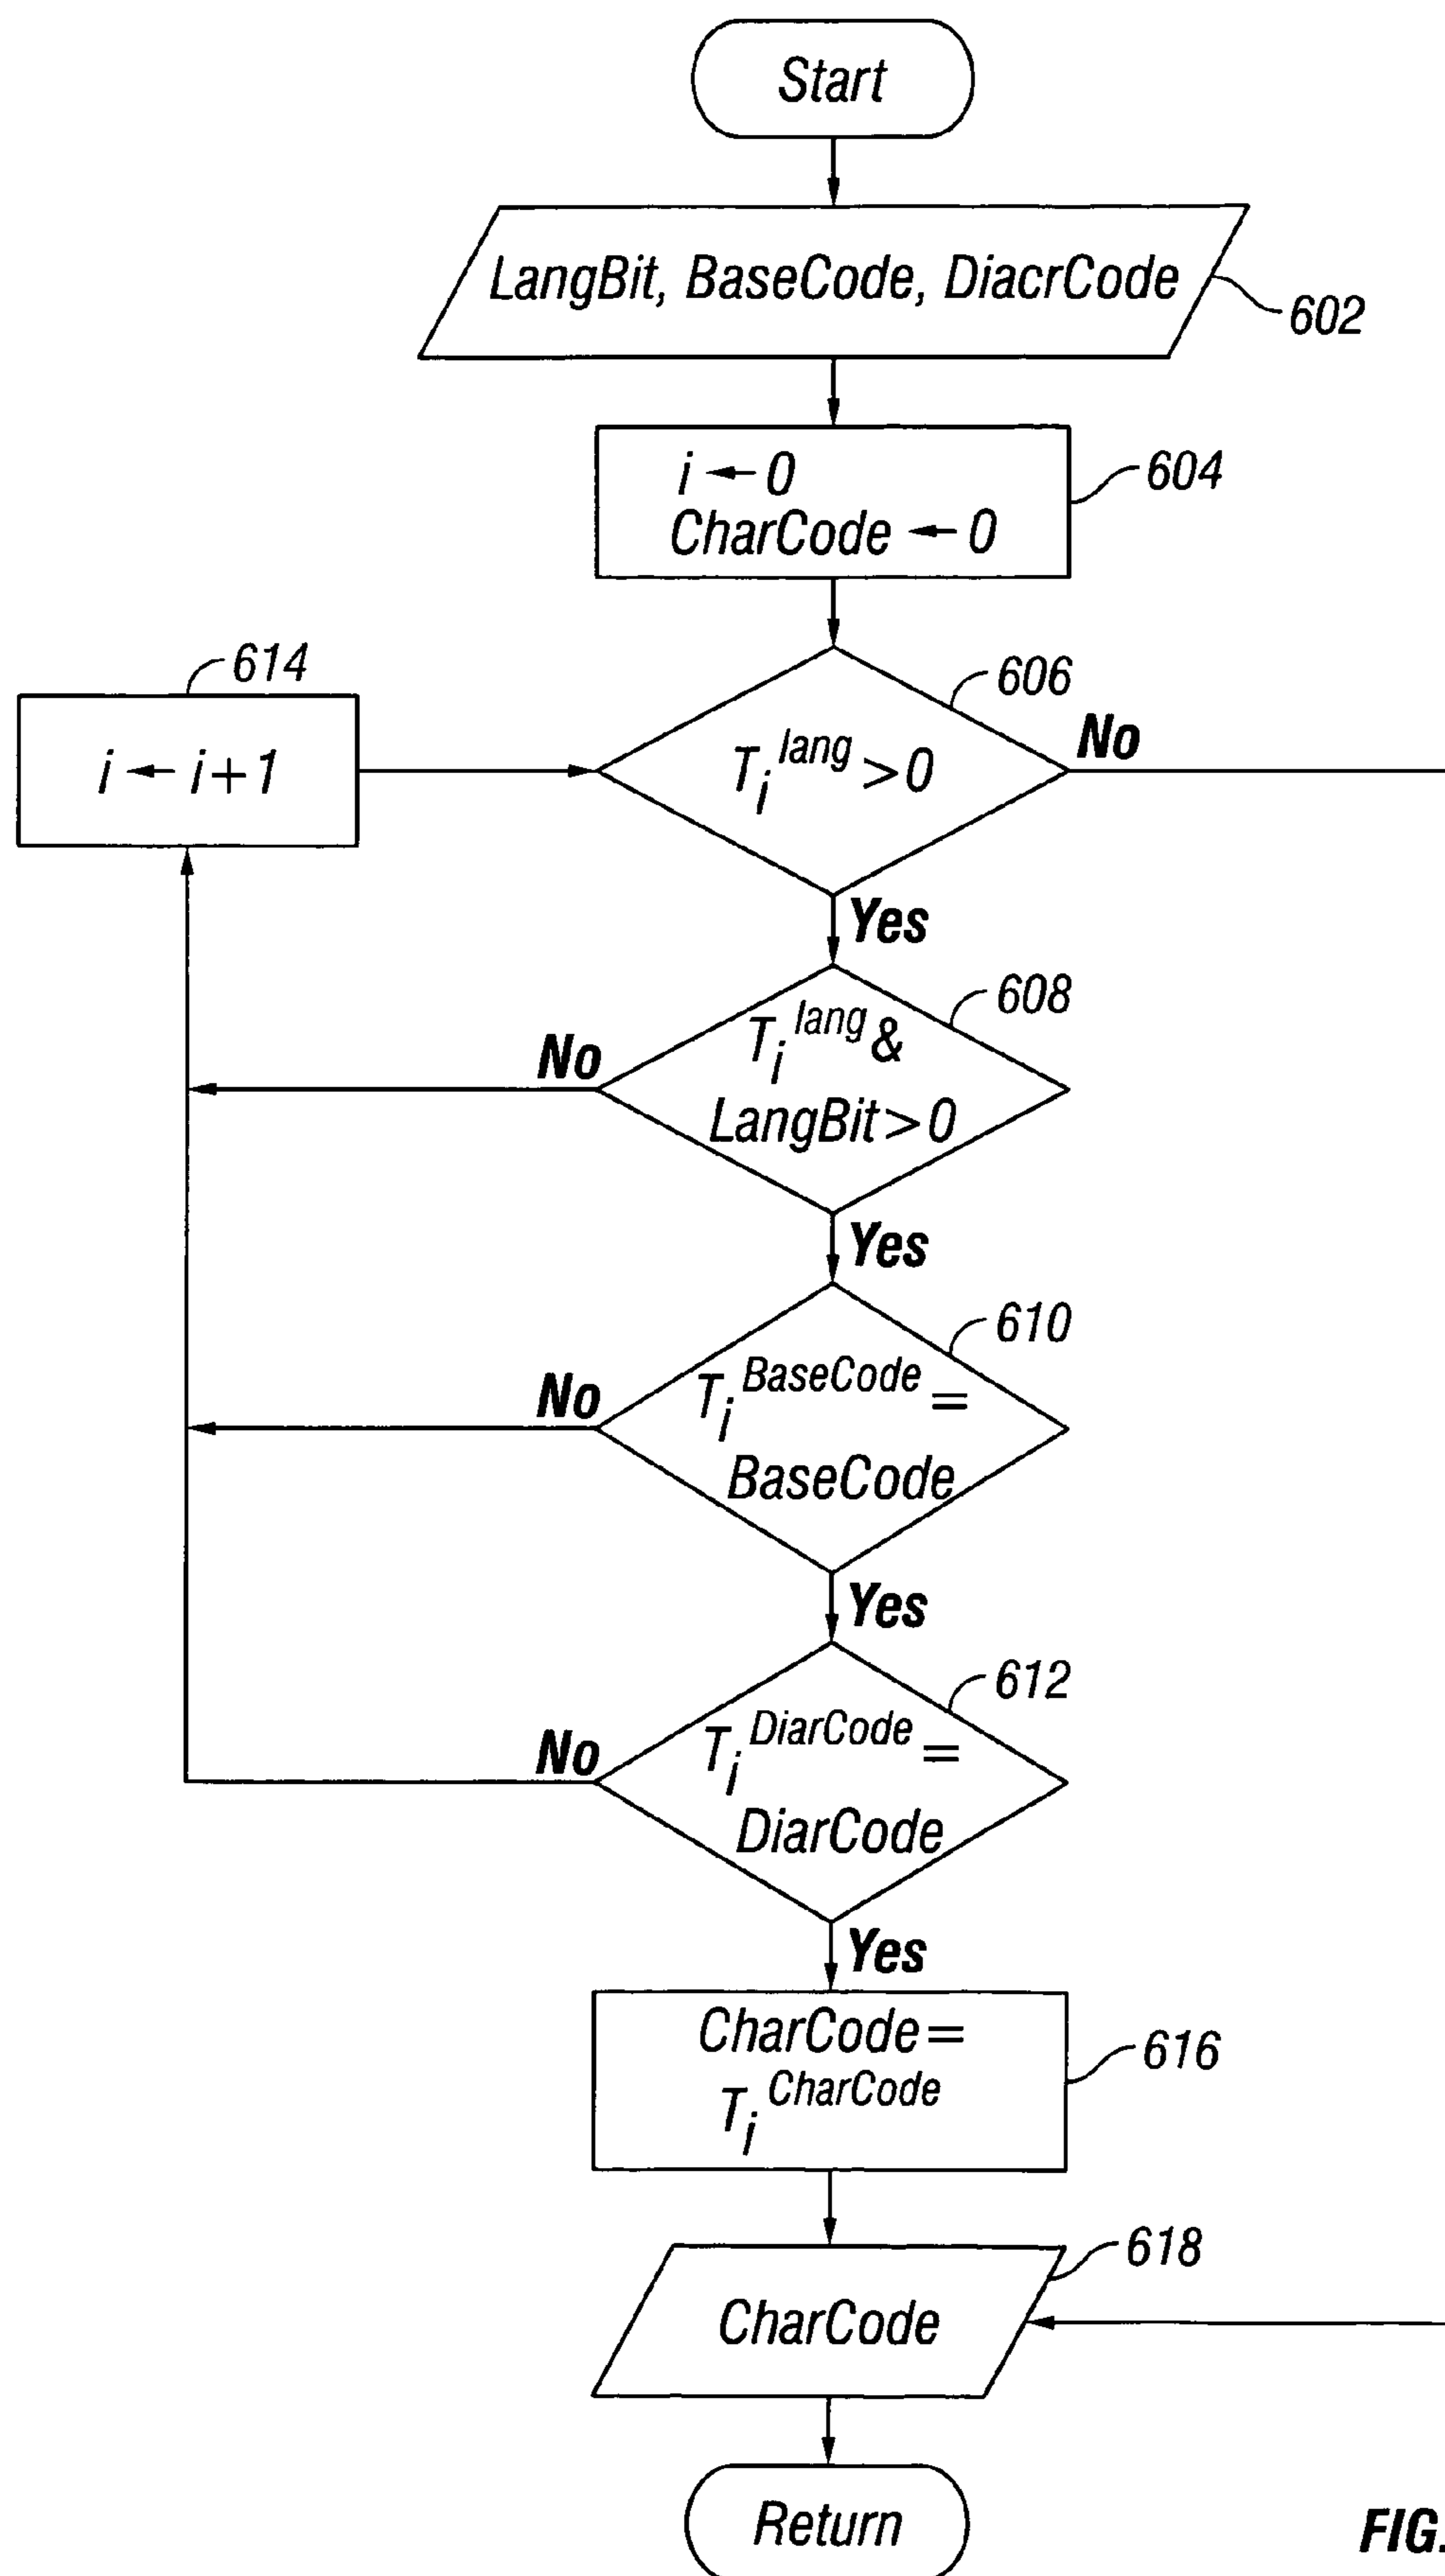 Start
LangBit, BaseCode, DiacrCode
602
i ← 0
CharCode ← 0
604
614
i ← i+1
606
T_i^lang >0
No
Yes
608
T_i^lang &
LangBit>0
No
Yes
610
T_i^BaseCode =
BaseCode
No
Yes
612
T_i^DiarCode =
DiarCode
No
Yes
CharCode=
T_i^CharCode
616
618
CharCode
Return
FIG.